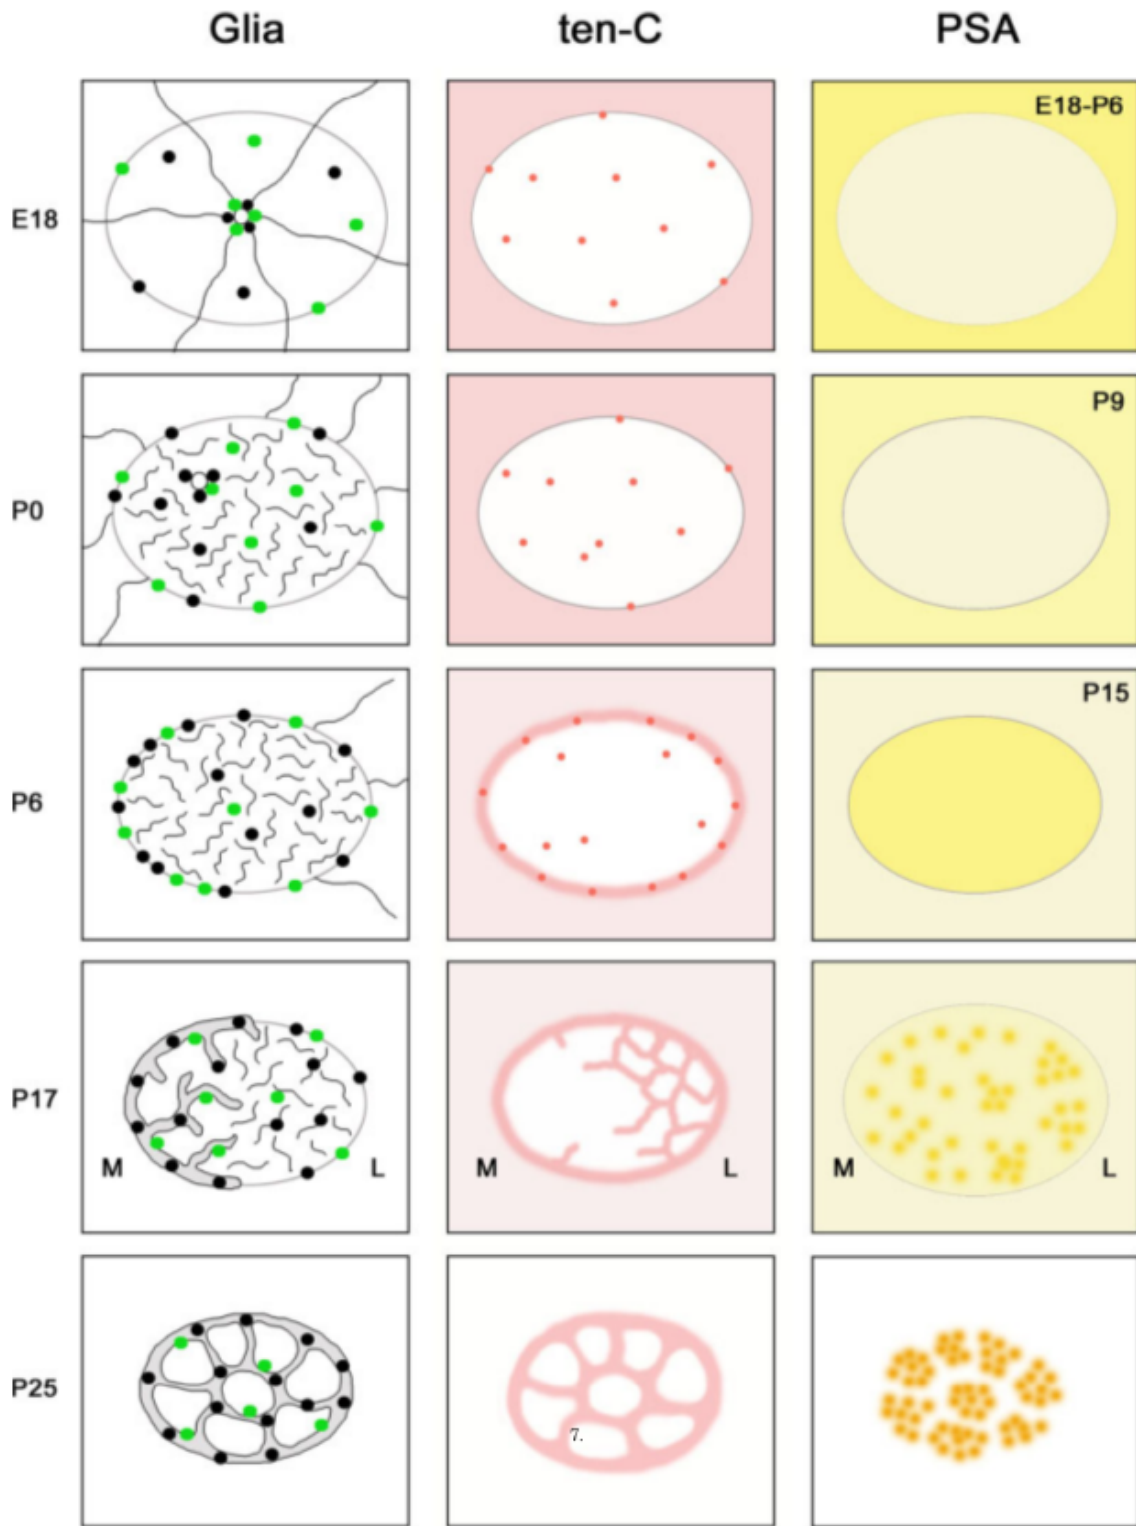 Glia ten-C PSA
E18 E18-P6
P0 P9
P6 P15
P17 M L M L M L
P25
7.